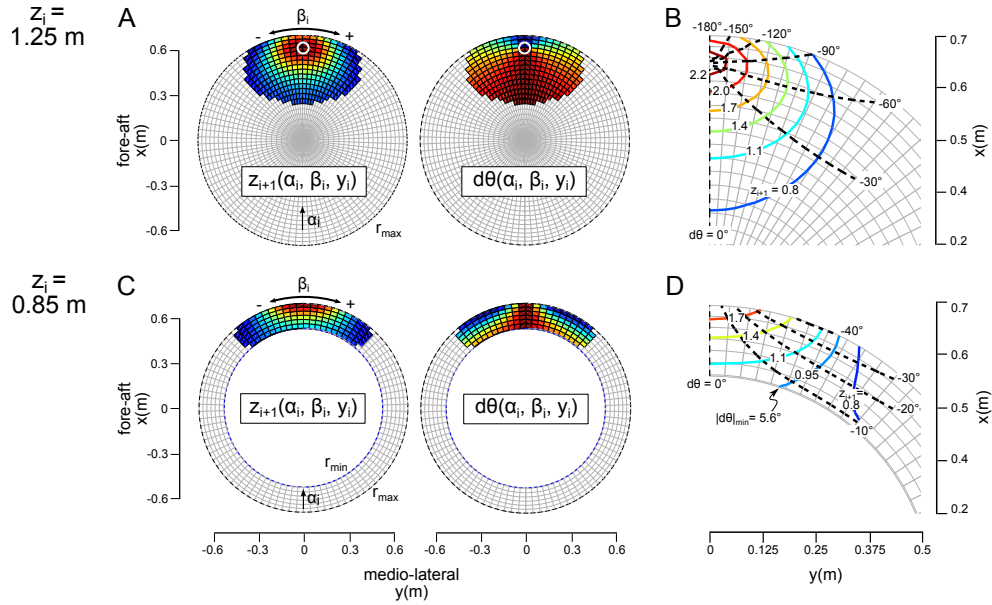 z_i =
1.25 m
A
β_i
-
+
B
0.6
0.3
0
-0.3
-0.6
fore-aft
x(m)
z_{i+1}(α_i, β_i, y_i)
dθ(α_i, β_i, y_i)
α_i
r_max
-180°
-150°
-120°
-90°
-60°
-30°
2.2
2.0
1.7
1.4
1.1
z_{i+1} = 0.8
dθ = 0°
0.7
0.6
0.5
0.4
0.2
x(m)
z_i =
0.85 m
C
β_i
-
+
D
0.6
0.3
0
-0.3
-0.6
fore-aft
x(m)
z_{i+1}(α_i, β_i, y_i)
dθ(α_i, β_i, y_i)
r_min
α_i
r_max
1.7
1.4
1.1
0.95
z_{i+1}=
0.8
-40°
-30°
-20°
-10°
dθ = 0°
|dθ|_min = 5.6°
0.7
0.6
0.5
0.4
0.2
x(m)
-0.6
-0.3
0
0.3
0.6
-0.6
-0.3
0
0.3
0.6
medio-lateral
y(m)
0
0.125
0.25
0.375
0.5
y(m)